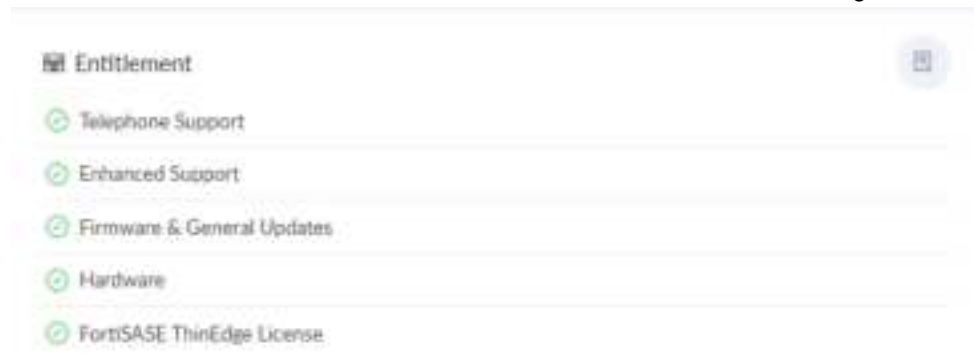 Entitlement
Telephone Support
Enhanced Support
Firmware & General Updates
Hardware
FortiSASE ThinEdge License